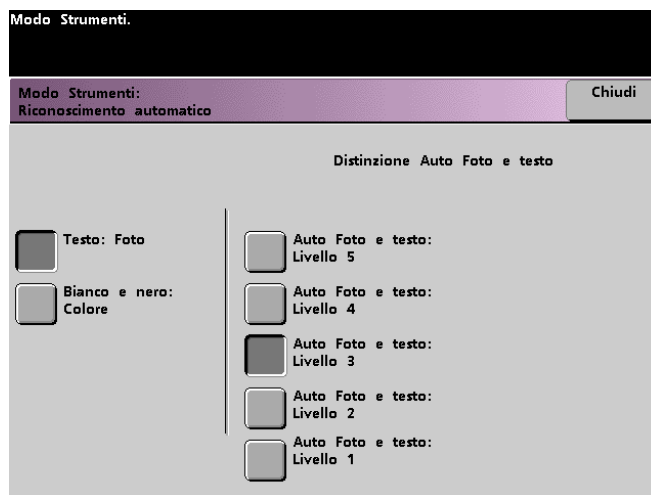 Modo Strumenti.
Modo Strumenti:
Riconoscimento automatico
Chiudi
Distinzione Auto Foto e testo
Testo: Foto
Bianco e nero:
Colore
Auto Foto e testo:
Livello 5
Auto Foto e testo:
Livello 4
Auto Foto e testo:
Livello 3
Auto Foto e testo:
Livello 2
Auto Foto e testo:
Livello 1